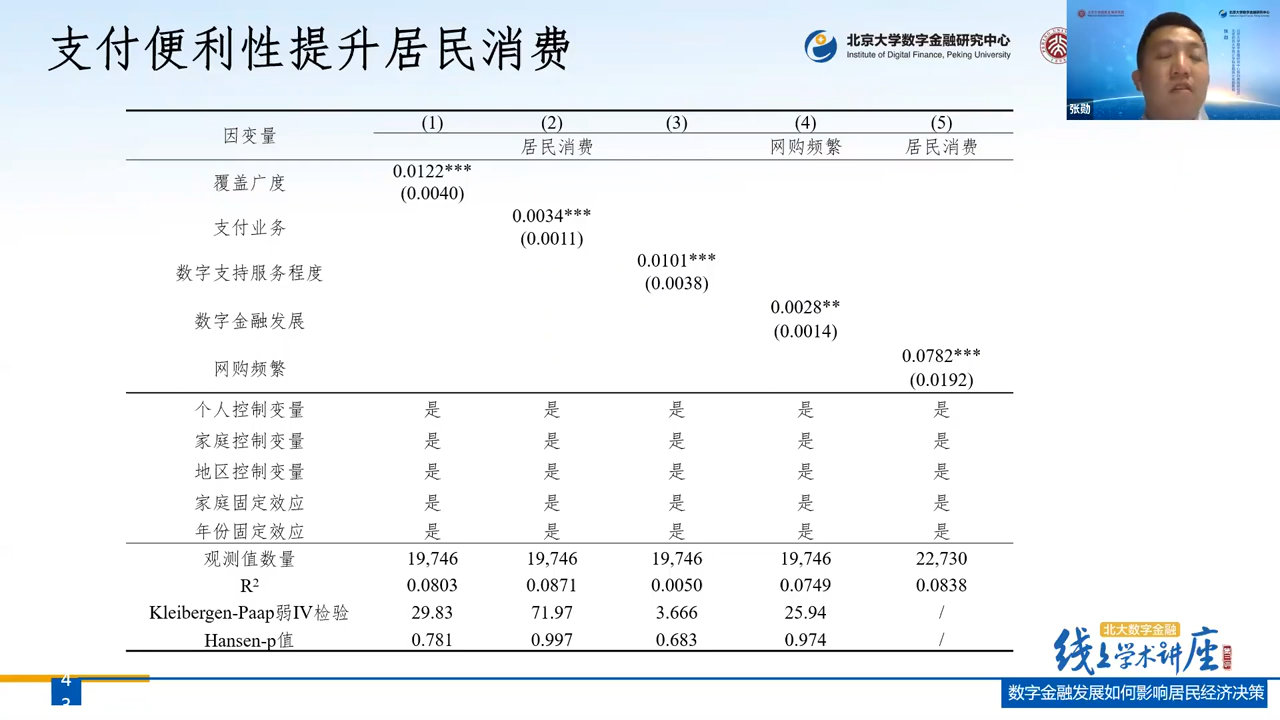 支付便利性提升居民消费
北京大学数字金融研究中心
Institute of Digital Finance, Peking University
张勋
因变量 (1) (2) (3) (4) (5)
居民消费 网购频繁 居民消费
覆盖广度 0.0122***
(0.0040)
支付业务 0.0034***
(0.0011)
数字支持服务程度 0.0101***
(0.0038)
数字金融发展 0.0028**
(0.0014)
网购频繁 0.0782***
(0.0192)
个人控制变量 是 是 是 是 是
家庭控制变量 是 是 是 是 是
地区控制变量 是 是 是 是 是
家庭固定效应 是 是 是 是 是
年份固定效应 是 是 是 是 是
观测值数量 19,746 19,746 19,746 19,746 22,730
R² 0.0803 0.0871 0.0050 0.0749 0.0838
Kleibergen-Paap弱IV检验 29.83 71.97 3.666 25.94 /
Hansen-p值 0.781 0.997 0.683 0.974 /
北大数字金融
线上学术讲座
数字金融发展如何影响居民经济决策